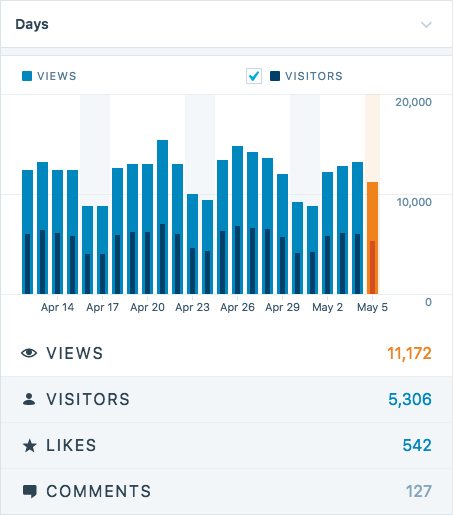 Days
VIEWS VISITORS
20,000
10,000
0
Apr 14 Apr 17 Apr 20 Apr 23 Apr 26 Apr 29 May 2 May 5
VIEWS 11,172
VISITORS 5,306
LIKES 542
COMMENTS 127